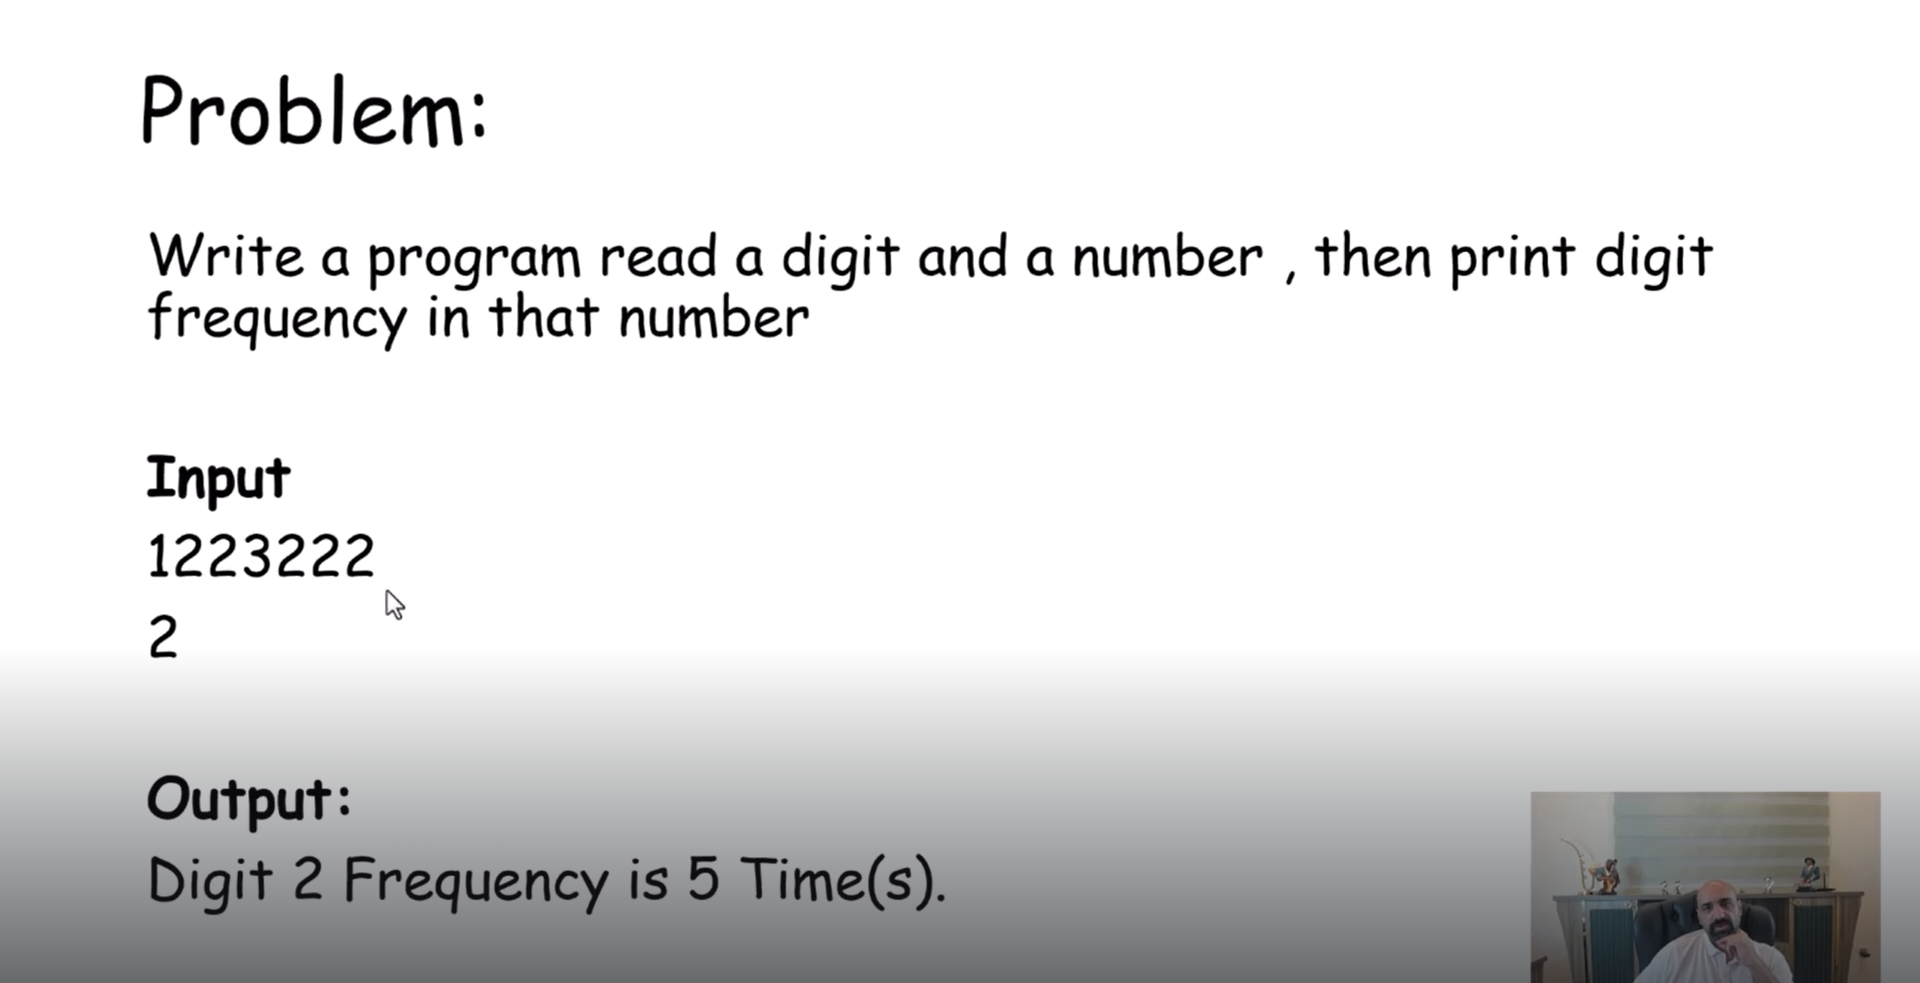 Problem:
Write a program read a digit and a number , then print digit
frequency in that number
Input
1223222
2
Output:
Digit 2 Frequency is 5 Time(s).